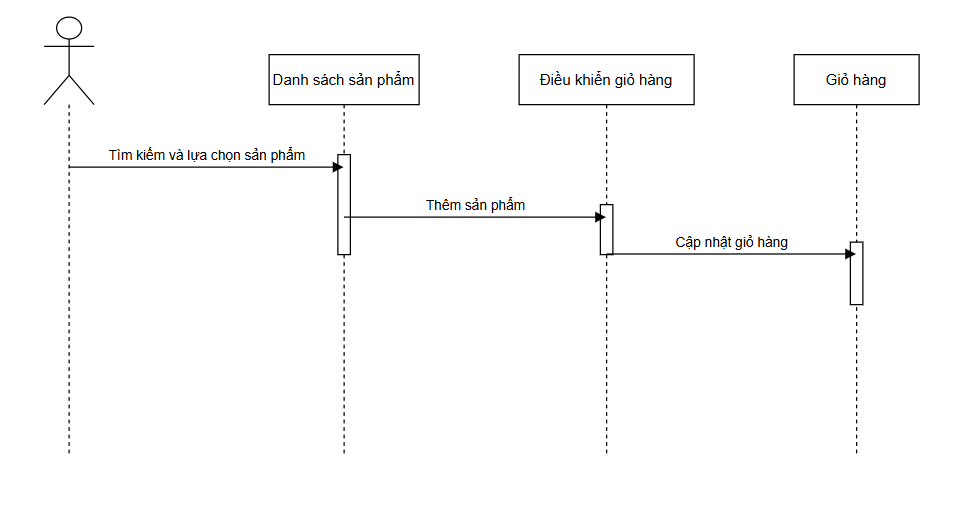 Danh sách sản phẩm
Điều khiển giỏ hàng
Giỏ hàng
Tìm kiếm và lựa chọn sản phẩm
Thêm sản phẩm
Cập nhật giỏ hàng